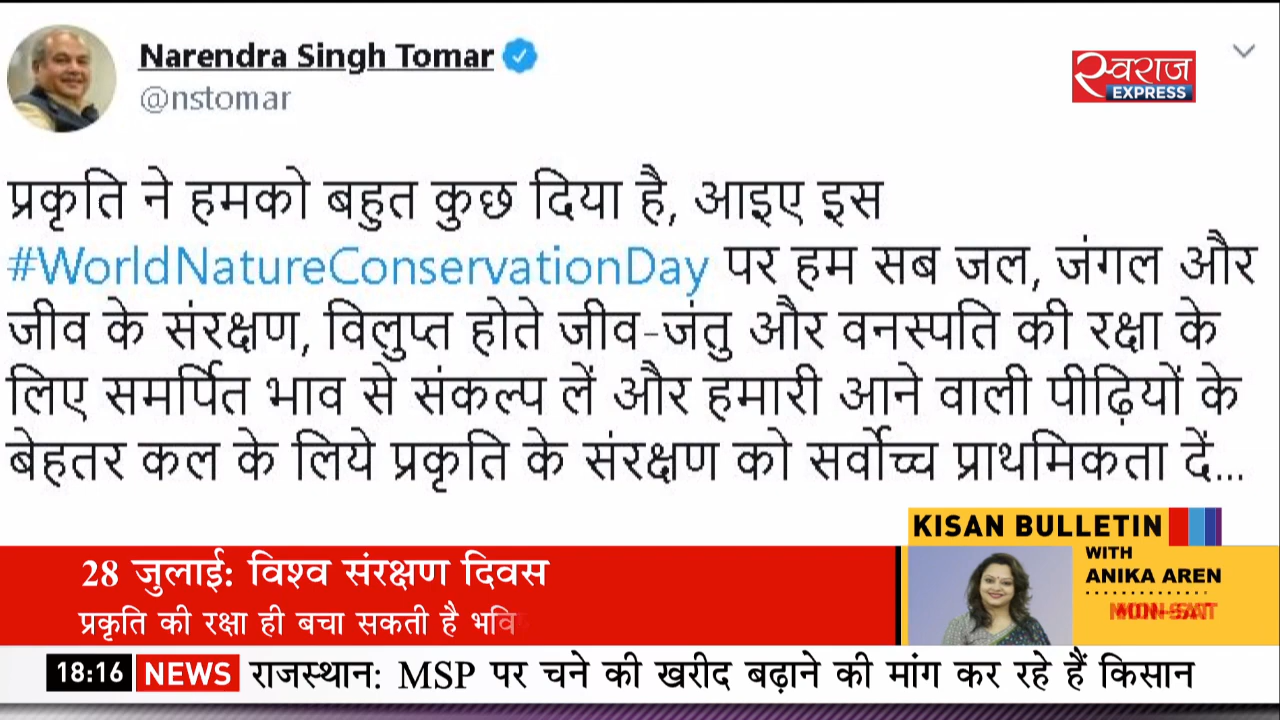 Narendra Singh Tomar
@nstomar
स्वराज
EXPRESS
प्रकृति ने हमको बहुत कुछ दिया है, आइए इस
#WorldNatureConservationDay पर हम सब जल, जंगल और
जीव के संरक्षण, विलुप्त होते जीव-जंतु और वनस्पति की रक्षा के
लिए समर्पित भाव से संकल्प लें और हमारी आने वाली पीढ़ियों के
बेहतर कल के लिये प्रकृति के संरक्षण को सर्वोच्च प्राथमिकता दें...
KISAN BULLETIN
WITH
ANIKA AREN
MON-SAT
28 जुलाई: विश्व संरक्षण दिवस
प्रकृति की रक्षा ही बचा सकती है
18:16 NEWS राजस्थान: MSP पर चने की खरीद बढ़ाने की मांग कर रहे हैं किसान